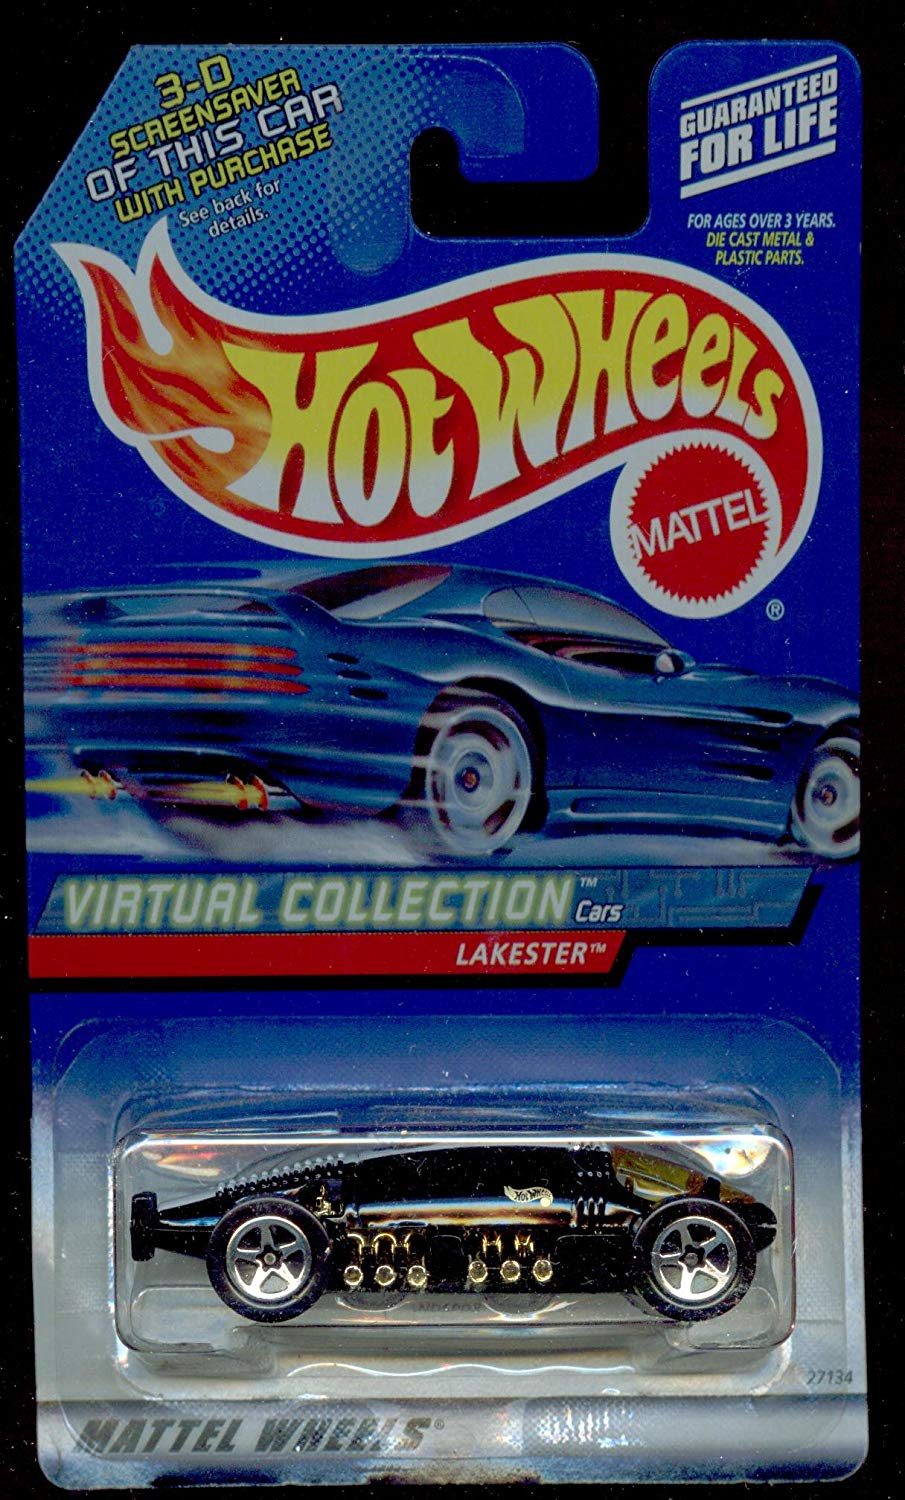 3-D
SCREENSAVER
OF THIS CAR
WITH PURCHASE
See back for
details.
GUARANTEED
FOR LIFE
FOR AGES OVER 3 YEARS.
DIE CAST METAL &
PLASTIC PARTS.
HOT WHEELS
MATTEL
®
VIRTUAL COLLECTION™ Cars
LAKESTER™
HOT WHEELS
27134
MATTEL WHEELS®